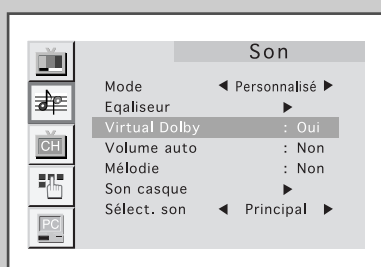 Son
Mode ◀ Personnalisé ▶
Eqaliseur ▶
Virtual Dolby : Oui
Volume auto : Non
Mélodie : Non
Son casque ▶
Sélect. son ◀ Principal ▶
CH
PC